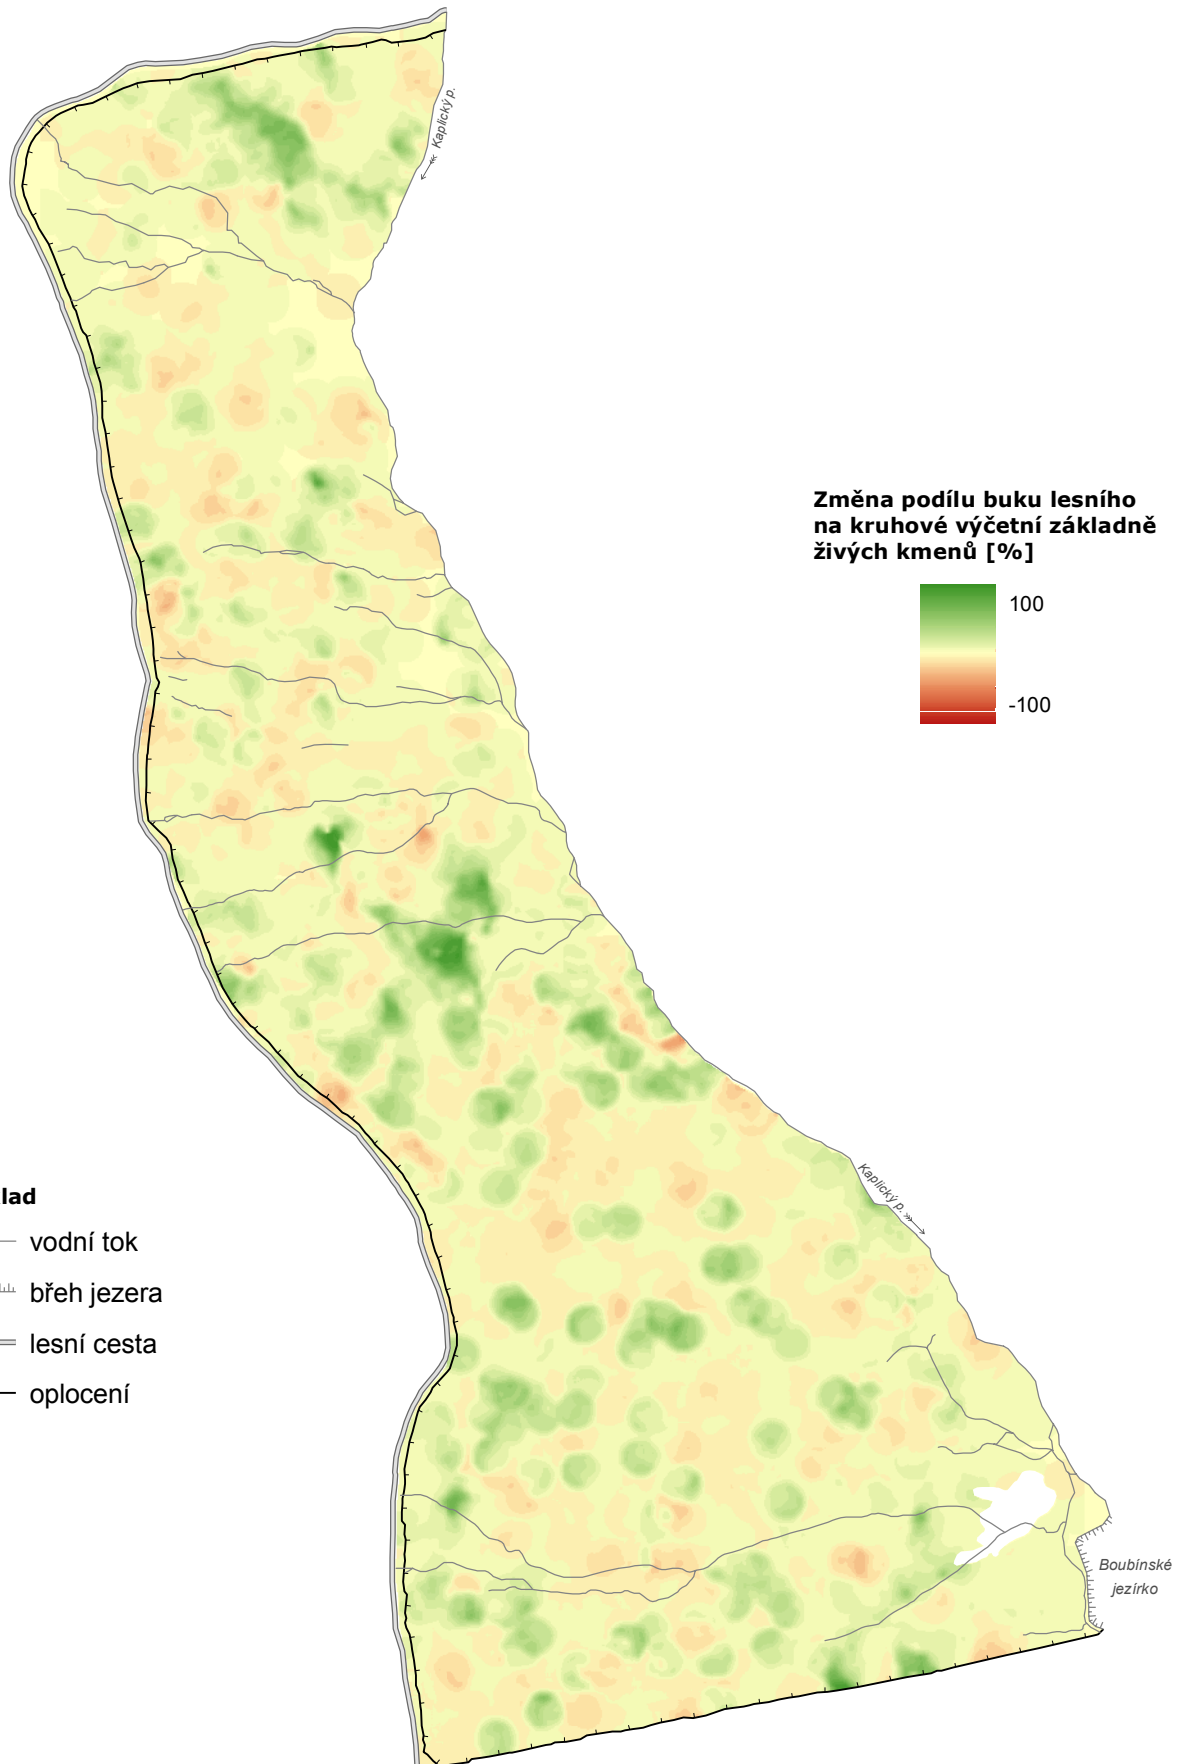 Kaplický p.
Změna podílu buku lesního
na kruhové výčetní základně
živých kmenů [%]
100
-100
lad
vodní tok
břeh jezera
lesní cesta
oplocení
Kaplický p.
Boubínské
jezírko